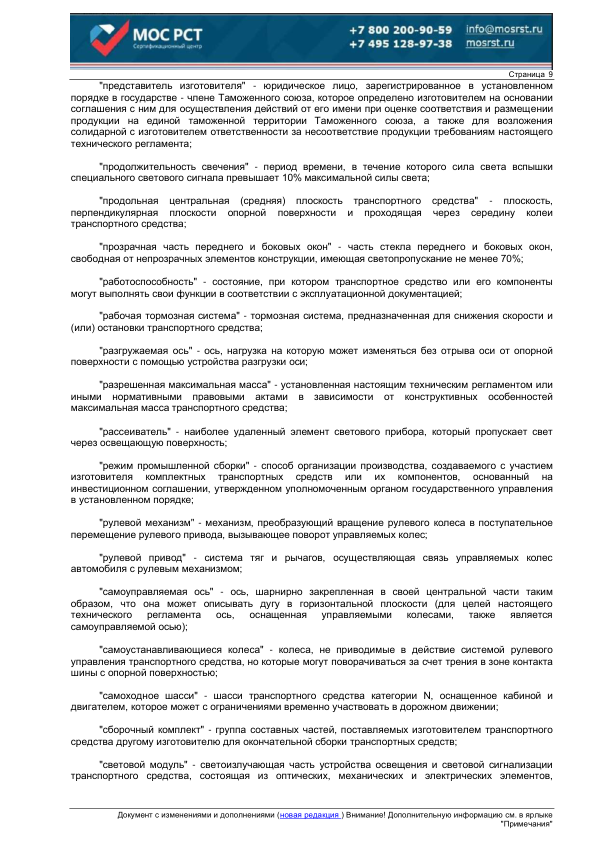 МОС РСТ
Сертификационный центр
+7 800 200-90-59 info@mosrst.ru
+7 495 128-97-38 mosrst.ru
Страница 9
"представитель изготовителя" - юридическое лицо, зарегистрированное в установленном
порядке в государстве - члене Таможенного союза, которое определено изготовителем на основании
соглашения с ним для осуществления действий от его имени при оценке соответствия и размещении
продукции на единой таможенной территории Таможенного союза, а также для возложения
солидарной с изготовителем ответственности за несоответствие продукции требованиям настоящего
технического регламента;
"продолжительность свечения" - период времени, в течение которого сила света вспышки
специального светового сигнала превышает 10% максимальной силы света;
"продольная центральная (средняя) плоскость транспортного средства" - плоскость,
перпендикулярная плоскости опорной поверхности и проходящая через середину колеи
транспортного средства;
"прозрачная часть переднего и боковых окон" - часть стекла переднего и боковых окон,
свободная от непрозрачных элементов конструкции, имеющая светопропускание не менее 70%;
"работоспособность" - состояние, при котором транспортное средство или его компоненты
могут выполнять свои функции в соответствии с эксплуатационной документацией;
"рабочая тормозная система" - тормозная система, предназначенная для снижения скорости и
(или) остановки транспортного средства;
"разгружаемая ось" - ось, нагрузка на которую может изменяться без отрыва оси от опорной
поверхности с помощью устройства разгрузки оси;
"разрешенная максимальная масса" - установленная настоящим техническим регламентом или
иными нормативными правовыми актами в зависимости от конструктивных особенностей
максимальная масса транспортного средства;
"рассеиватель" - наиболее удаленный элемент светового прибора, который пропускает свет
через освещающую поверхность;
"режим промышленной сборки" - способ организации производства, создаваемого с участием
изготовителя комплектных транспортных средств или их компонентов, основанный на
инвестиционном соглашении, утвержденном уполномоченным органом государственного управления
в установленном порядке;
"рулевой механизм" - механизм, преобразующий вращение рулевого колеса в поступательное
перемещение рулевого привода, вызывающее поворот управляемых колес;
"рулевой привод" - система тяг и рычагов, осуществляющая связь управляемых колес
автомобиля с рулевым механизмом;
"самоуправляемая ось" - ось, шарнирно закрепленная в своей центральной части таким
образом, что она может описывать дугу в горизонтальной плоскости (для целей настоящего
технического регламента ось, оснащенная управляемыми колесами, также является
самоуправляемой осью);
"самоустанавливающиеся колеса" - колеса, не приводимые в действие системой рулевого
управления транспортного средства, но которые могут поворачиваться за счет трения в зоне контакта
шины с опорной поверхностью;
"самоходное шасси" - шасси транспортного средства категории N, оснащенное кабиной и
двигателем, которое может с ограничениями временно участвовать в дорожном движении;
"сборочный комплект" - группа составных частей, поставляемых изготовителем транспортного
средства другому изготовителю для окончательной сборки транспортных средств;
"световой модуль" - светоизлучающая часть устройства освещения и световой сигнализации
транспортного средства, состоящая из оптических, механических и электрических элементов,
Документ с изменениями и дополнениями (новая редакция ) Внимание! Дополнительную информацию см. в ярлыке
"Примечания"